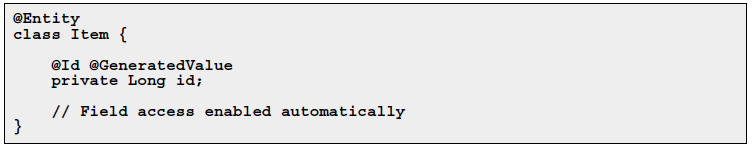 @Entity
class Item {
@Id @GeneratedValue
private Long id;
// Field access enabled automatically
}